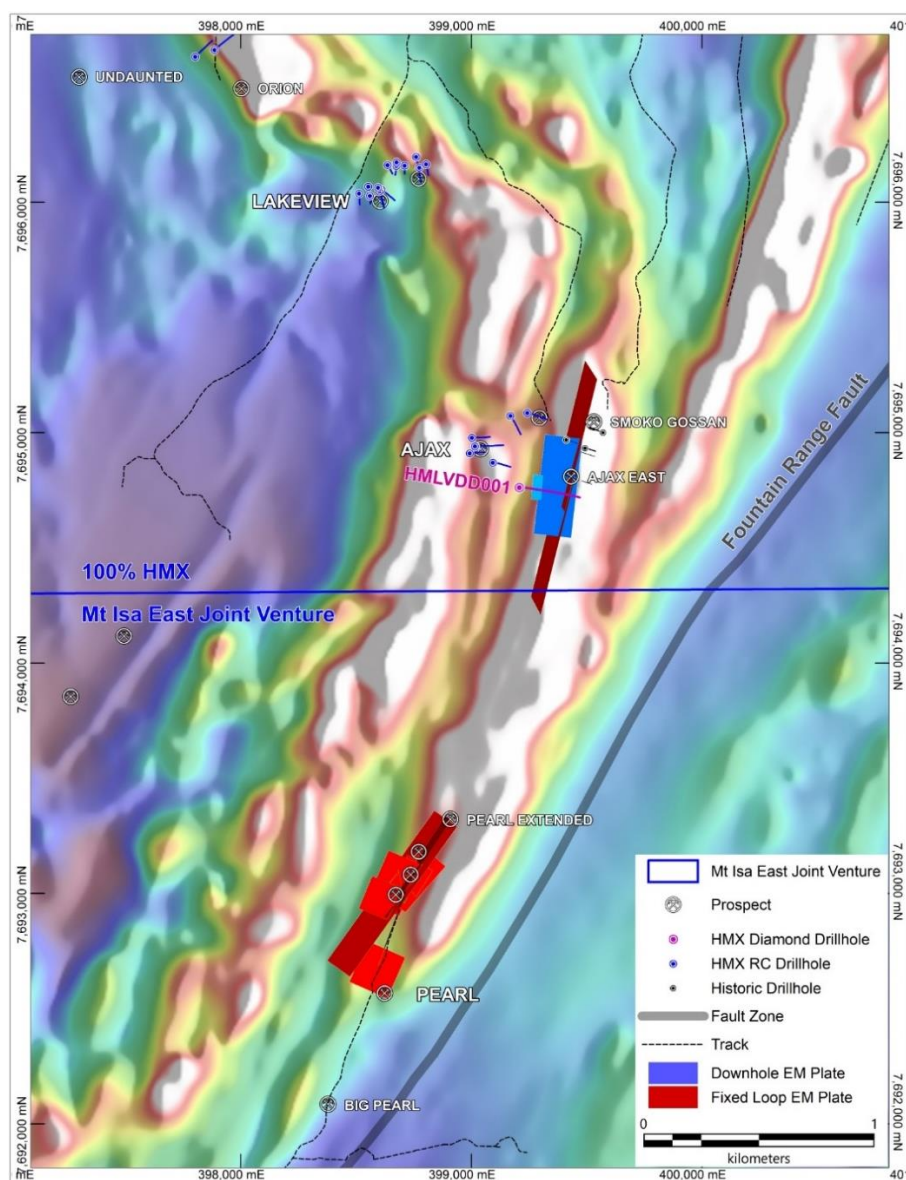 398,000 mE
399,000 mE
400,000 mE
40
UNDAUNTED
ORION
7,696,000 mN
LAKEVIEW
7,696,000 mN
7,695,000 mN
SMOKO GOSSAN
7,695,000 mN
AJAX
HMLVDD001
AJAX EAST
Fountain Range Fault
100% HMX
Mt Isa East Joint Venture
7,694,000 mN
7,694,000 mN
PEARL EXTENDED
7,693,000 mN
7,693,000 mN
PEARL
BIG PEARL
7,692,000 mN
7,692,000 mN
Mt Isa East Joint Venture
Prospect
HMX Diamond Drillhole
HMX RC Drillhole
Historic Drillhole
Fault Zone
Track
Downhole EM Plate
Fixed Loop EM Plate
0
1
kilometers
mE
398,000 mE
399,000 mE
400,000 mE
40